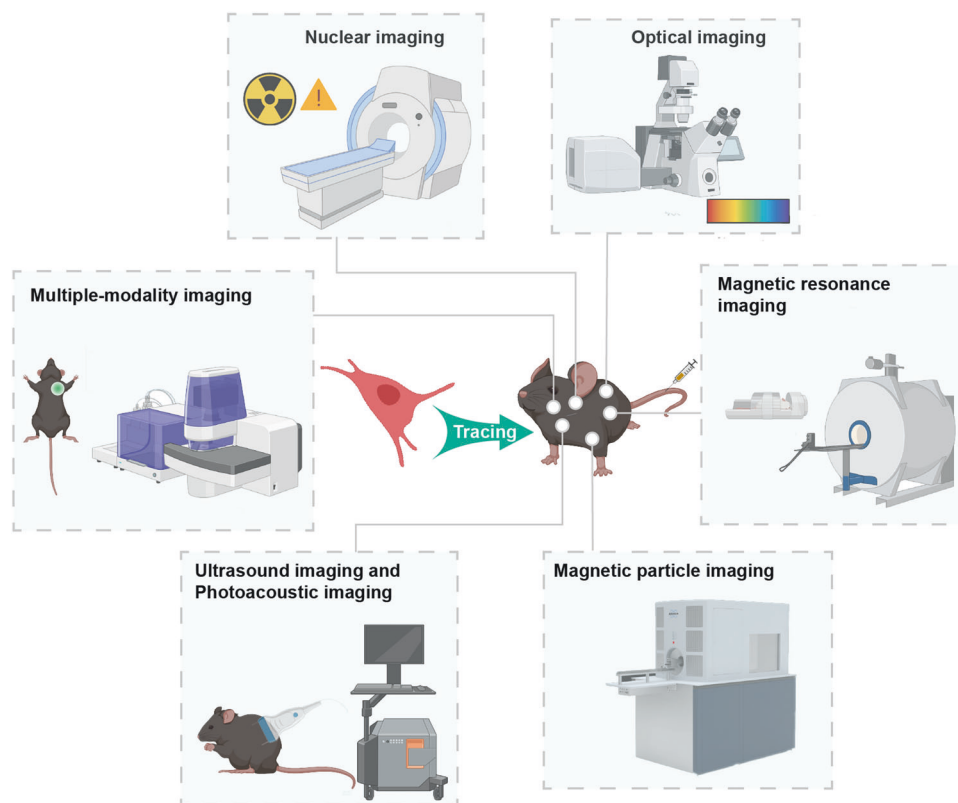 Nuclear imaging
Optical imaging
Multiple-modality imaging
Magnetic resonance
imaging
Tracing
Ultrasound imaging and
Photoacoustic imaging
Magnetic particle imaging